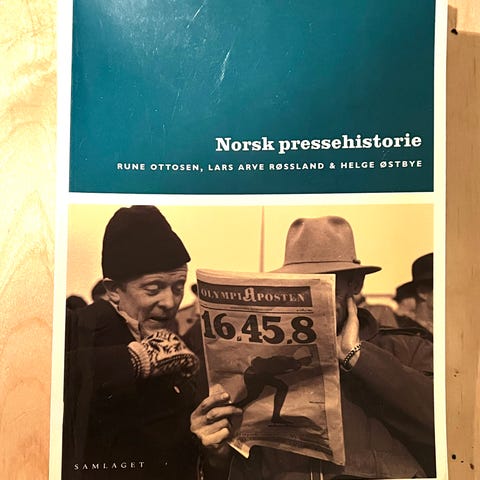 Norsk pressehistorie
RUNE OTTOSEN, LARS ARVE RØSSLAND & HELGE ØSTBYE
OLYMPIAPOSTEN
16.45.8
SAMLAGET